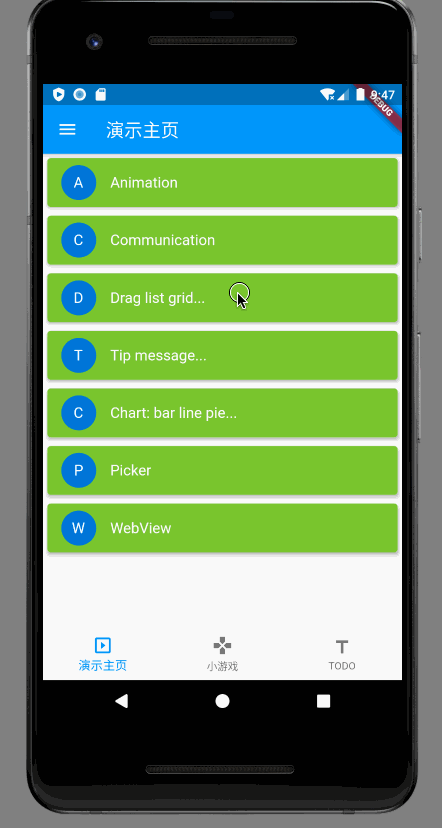 9:47
DEBUG
演示主页
A Animation
C Communication
D Drag list grid...
T Tip message...
C Chart: bar line pie...
P Picker
W WebView
演示主页 小游戏 TODO